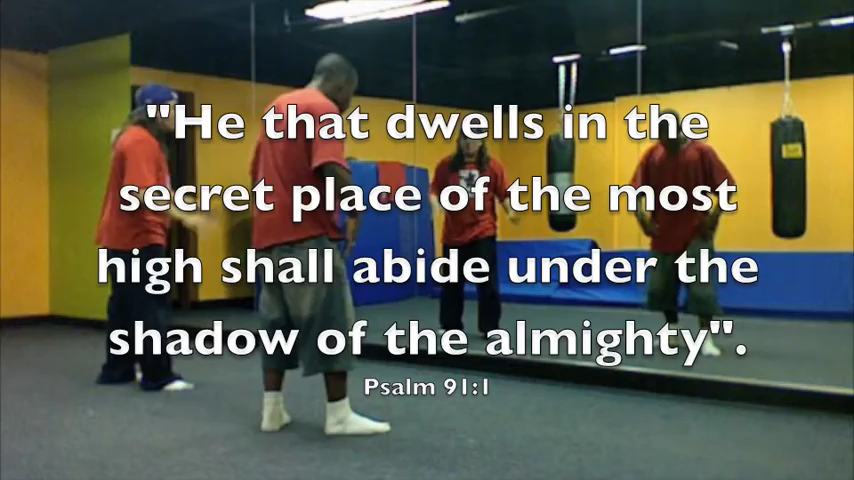 "He that dwells in the
secret place of the most
high shall abide under the
shadow of the almighty".
Psalm 91:1